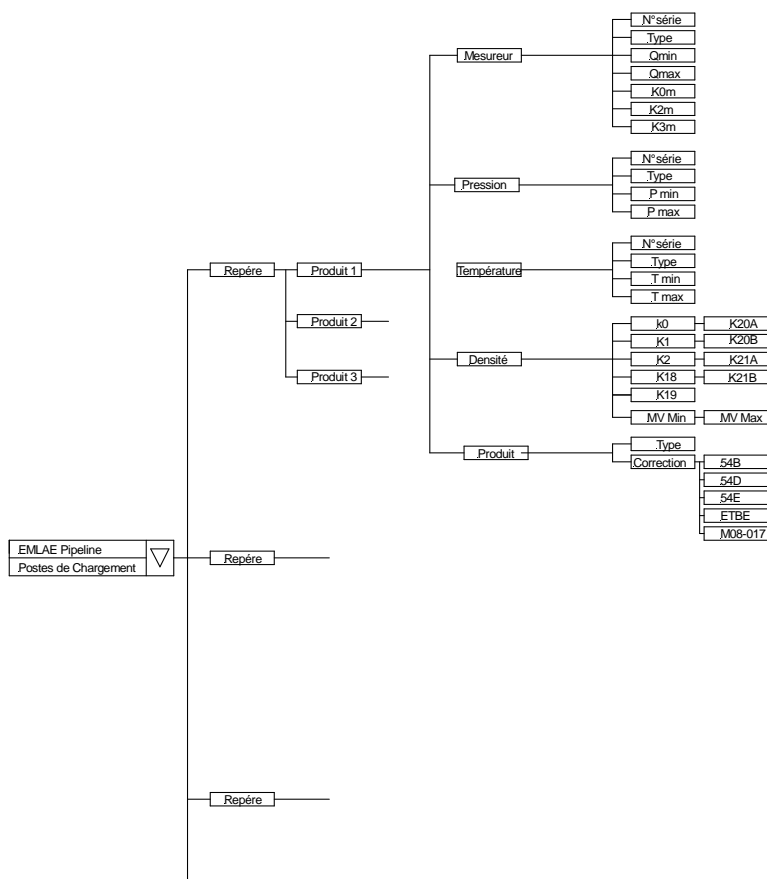 N°série
Type
Mesureur
Qmin
Qmax
K0m
K2m
K3m
N°série
Type
Pression
P min
P max
N°série
Type
Repére
Produit 1
Température
T min
T max
Produit 2
k0
K20A
K1
K20B
Densité
K2
K21A
Produit 3
K18
K21B
K19
MV Min
MV Max
Type
Produit
Correction
54B
54D
54E
ETBE
M08-017
EMLAE Pipeline
Postes de Chargement
Repére
Repére